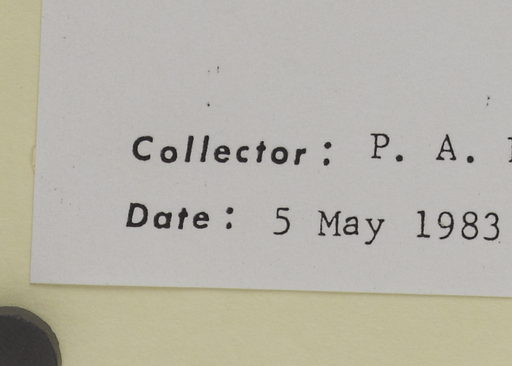 Collector: P. A.
Date: 5 May 1983